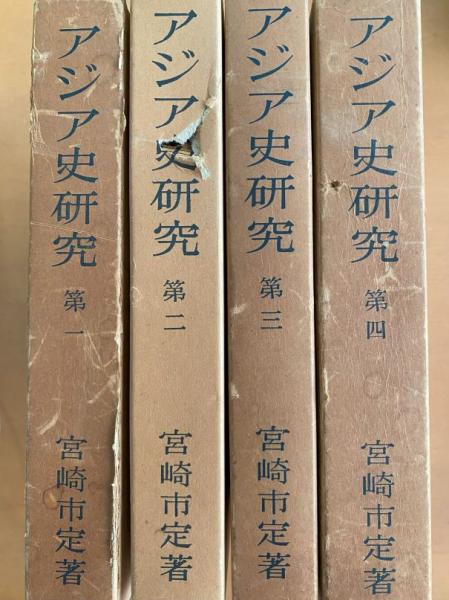 アジア史研究 第一 宮崎市定著
アジア史研究 第二 宮崎市定著
アジア史研究 第三 宮崎市定著
アジア史研究 第四 宮崎市定著